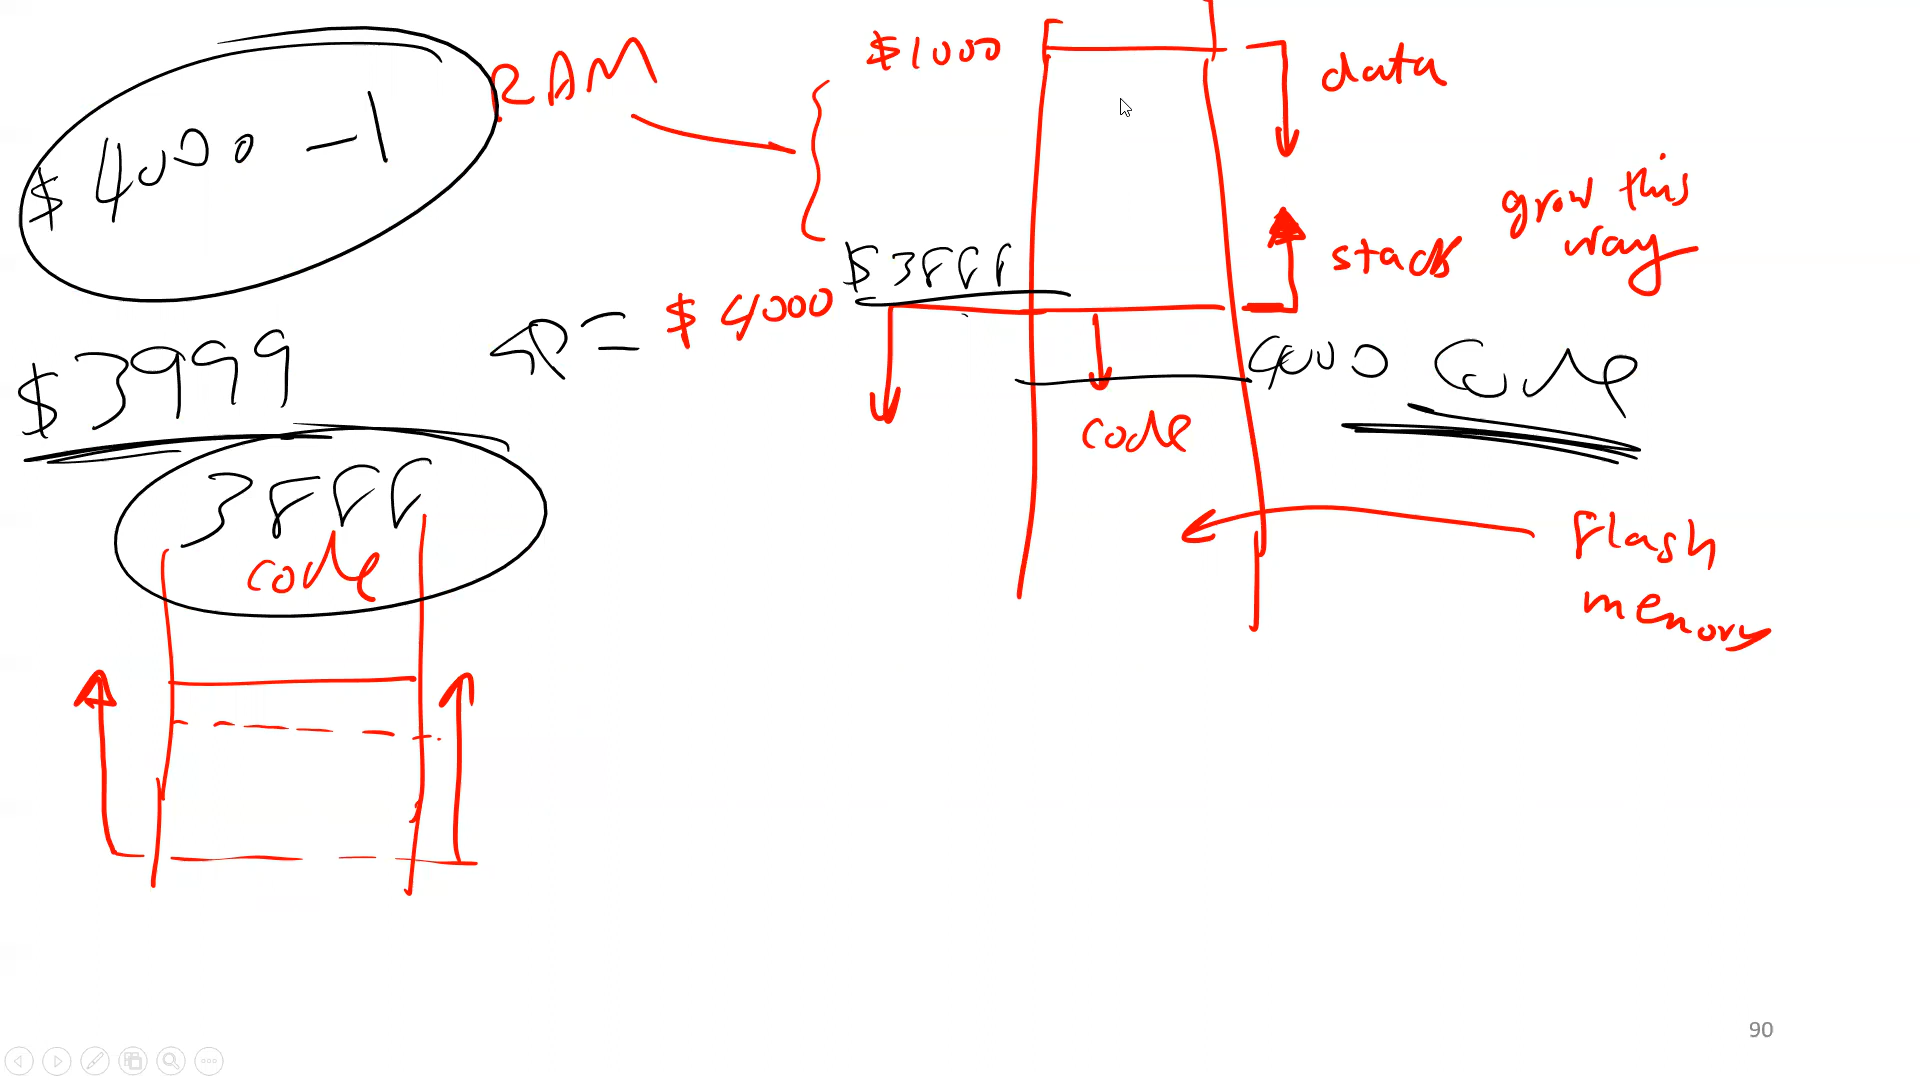 $4000 -1
RAM
$1000
data
grow this
way
stack
$3FFF
SP = $4000
$3999
4000 code
code
3FFF
code
Flash
memory
90